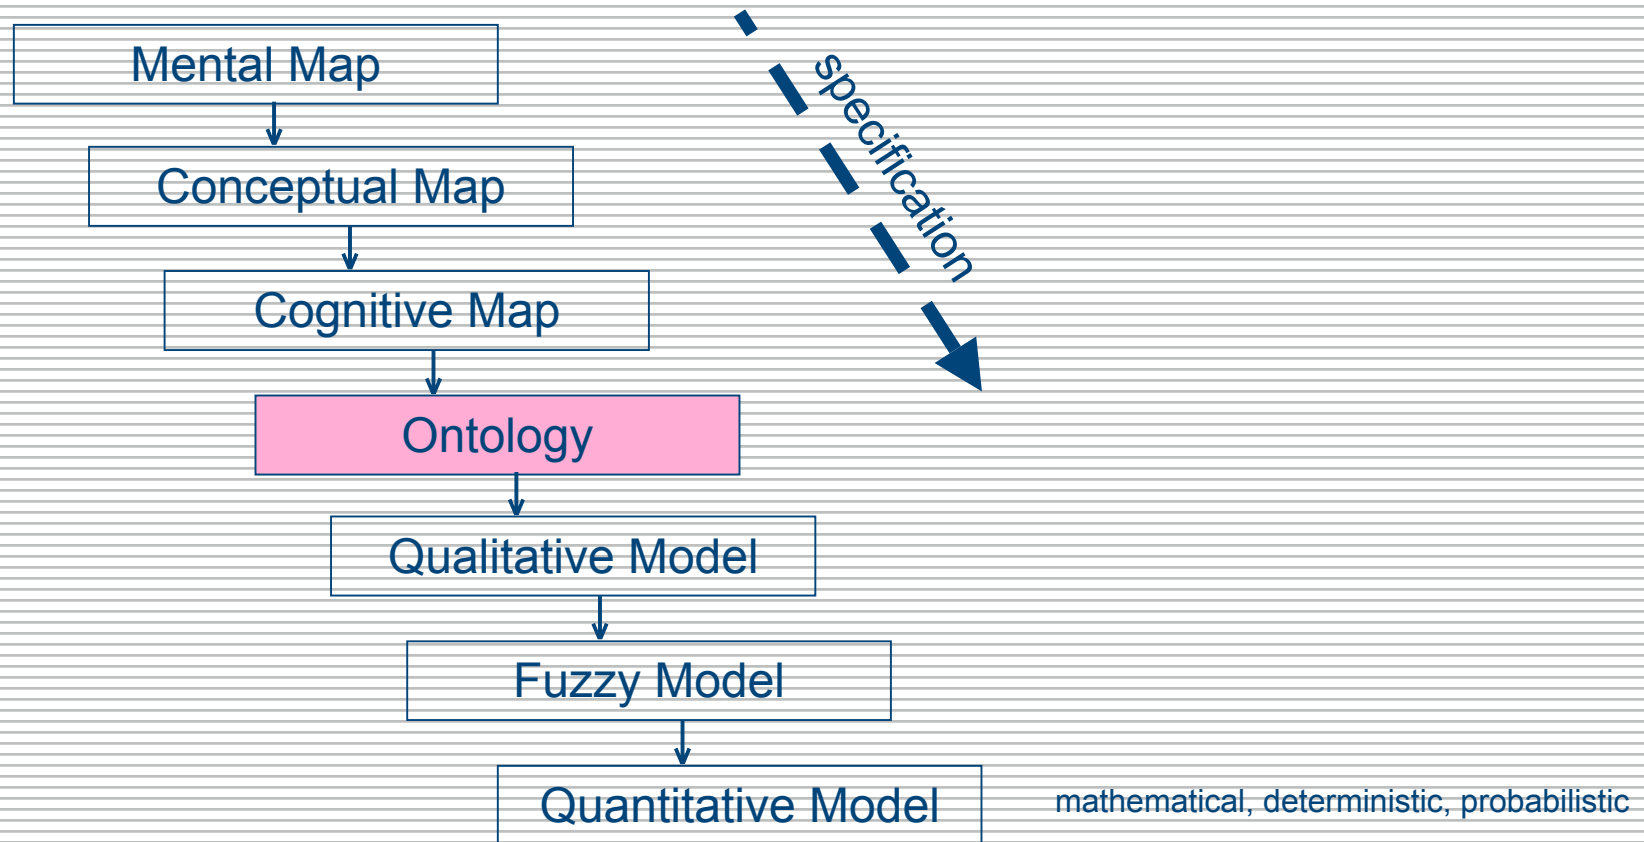 Mental Map
specification
Conceptual Map
Cognitive Map
Ontology
Qualitative Model
Fuzzy Model
Quantitative Model
mathematical, deterministic, probabilistic